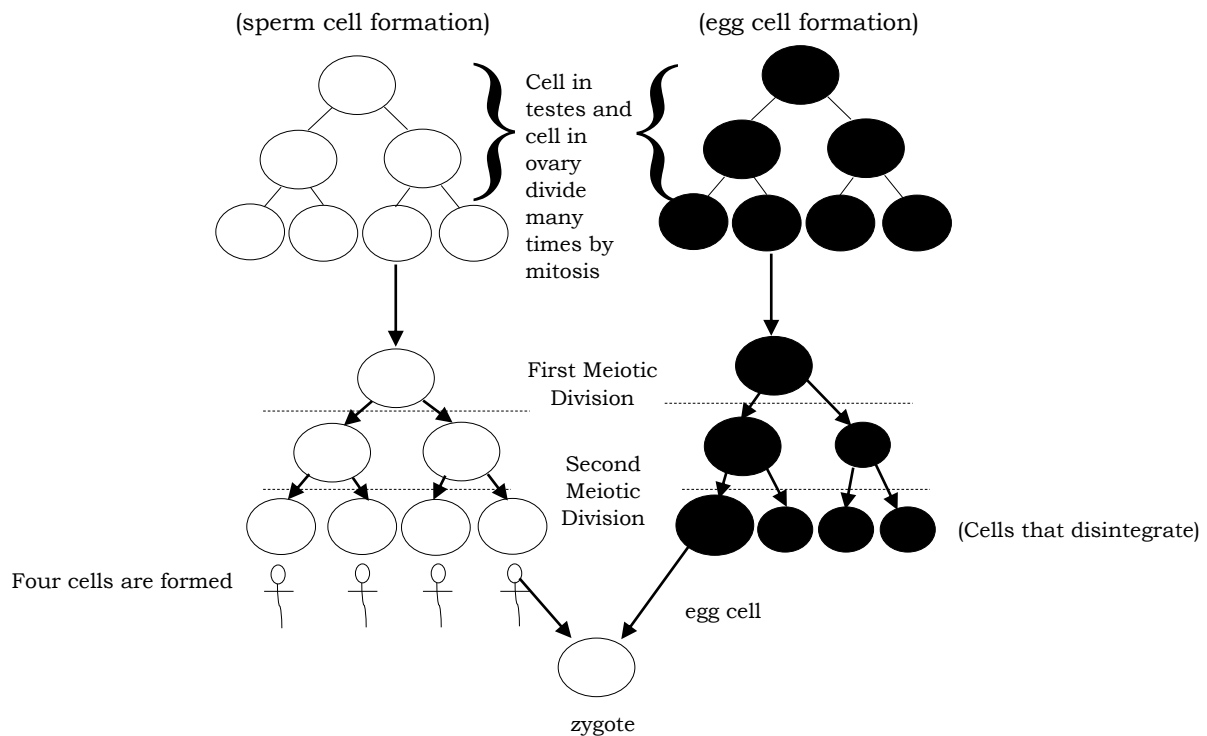 (sperm cell formation)
(egg cell formation)
Cell in
testes and
cell in
ovary
divide
many
times by
mitosis
First Meiotic
Division
Second
Meiotic
Division
(Cells that disintegrate)
Four cells are formed
egg cell
zygote